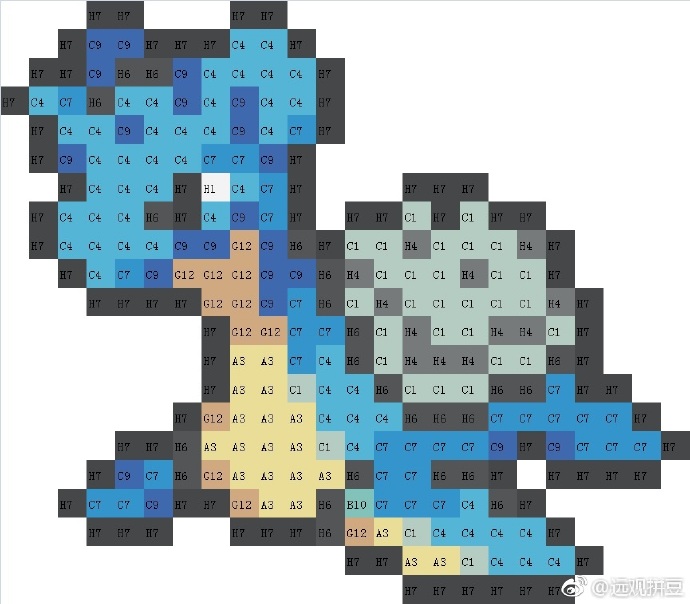 H7 H7 H7 H7
H7 C9 C9 H7 H7 H7 C4 C4 H7
H7 H7 C9 H6 H6 C9 C4 C4 C4 C4 H7
H7 C4 C7 H6 C4 C4 C9 C4 C9 C4 C4 H7
H7 C4 C4 C9 C4 C4 C4 C9 C4 C7 H7
H7 C9 C4 C4 C4 C4 C7 C7 C9 H7
H7 C4 C4 C4 H7 H1 C4 C7 H7 H7 H7 H7
H7 C4 C4 C4 H6 H7 C4 C9 C7 H7 H7 H7 C1 H7 C1 H7 H7
H7 C4 C4 C4 C4 C9 C9 G12 C9 H6 H7 C1 C1 H4 C1 C1 C1 H4 H7
H7 C4 C7 C9 G12 G12 G12 C9 C9 H6 H4 C1 C1 C1 H4 C1 C1 H7
H7 H7 H7 H7 G12 G12 C9 C7 H6 C1 H4 C1 C1 C1 C1 C1 H4 H7
H7 G12 G12 C7 C7 H6 C1 H4 C1 C1 H4 H4 C1 H7
H7 A3 A3 C7 C4 H6 C1 H4 H4 H4 C1 C1 H6 H7
H7 A3 A3 C1 C4 C4 H6 C1 C1 C1 H6 H6 C7 H7 H7
H7 G12 A3 A3 A3 C4 C4 C4 H6 H6 H6 C7 C7 C7 C7 C7 H7
H7 H7 H6 A3 A3 A3 A3 C1 C4 C7 C7 C7 C7 C9 H7 C9 C7 C7 C7 H7
H7 C9 C7 H6 G12 A3 A3 A3 A3 H6 C7 C7 H6 H6 H7 H7 H7 H7 H7
H7 C7 C7 C9 H7 H7 G12 A3 A3 H6 B10 C7 C7 C7 C4 H6 H7
H7 H7 H7 H7 H7 H7 H6 G12 A3 C1 C4 C4 C4 C4 H7
H7 H7 A3 A3 C1 C4 C4 C4 H7
H7 H7 H7 H7 H7 H7
@远观拼豆